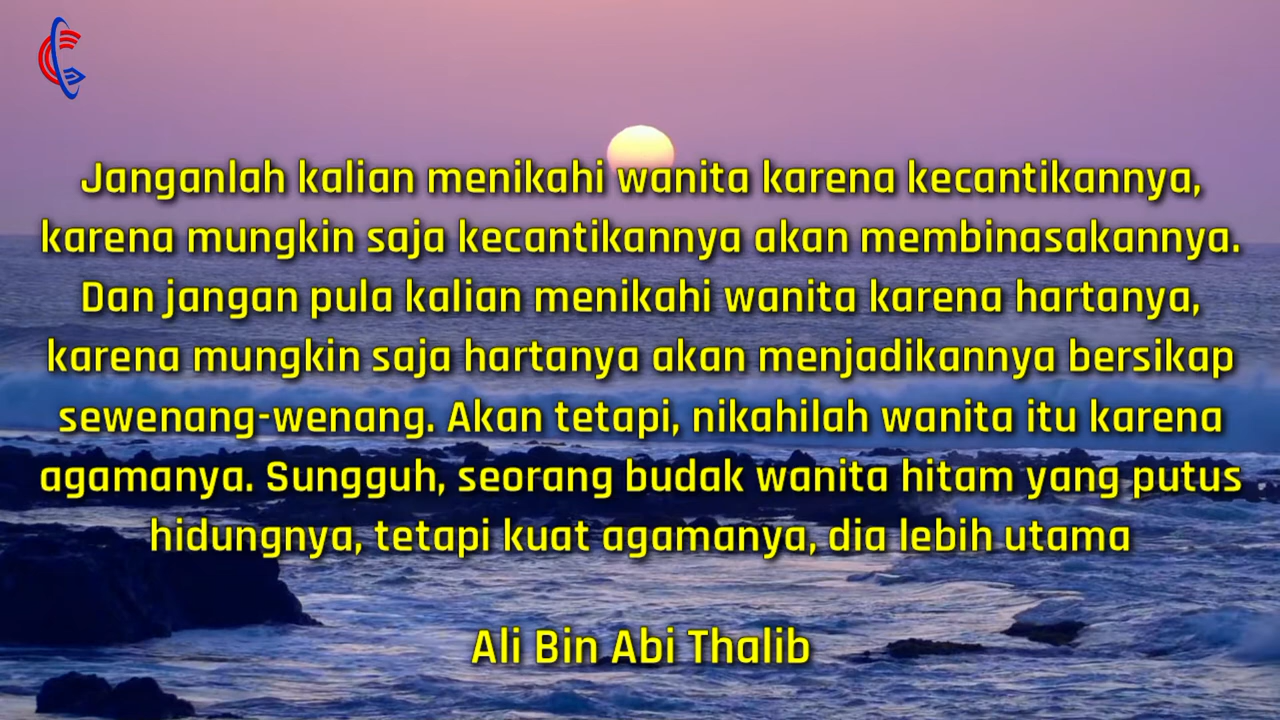 Janganlah kalian menikahi wanita karena kecantikannya,
karena mungkin saja kecantikannya akan membinasakannya.
Dan jangan pula kalian menikahi wanita karena hartanya,
karena mungkin saja hartanya akan menjadikannya bersikap
sewenang-wenang. Akan tetapi, nikahilah wanita itu karena
agamanya. Sungguh, seorang budak wanita hitam yang putus
hidungnya, tetapi kuat agamanya, dia lebih utama
Ali Bin Abi Thalib